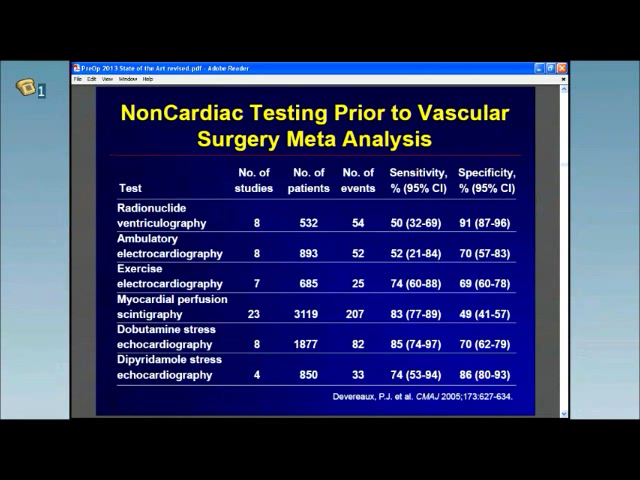 PreOp 2013 State of the Art revised.pdf - Adobe Reader
File Edit View Window Help
1
NonCardiac Testing Prior to Vascular
Surgery Meta Analysis
No. of No. of No. of Sensitivity, Specificity,
Test studies patients events % (95% CI) % (95% CI)
Radionuclide
ventriculography 8 532 54 50 (32-69) 91 (87-96)
Ambulatory
electrocardiography 8 893 52 52 (21-84) 70 (57-83)
Exercise
electrocardiography 7 685 25 74 (60-88) 69 (60-78)
Myocardial perfusion
scintigraphy 23 3119 207 83 (77-89) 49 (41-57)
Dobutamine stress
echocardiography 8 1877 82 85 (74-97) 70 (62-79)
Dipyridamole stress
echocardiography 4 850 33 74 (53-94) 86 (80-93)
Devereaux, P.J. et al. CMAJ 2005;173:627-634.